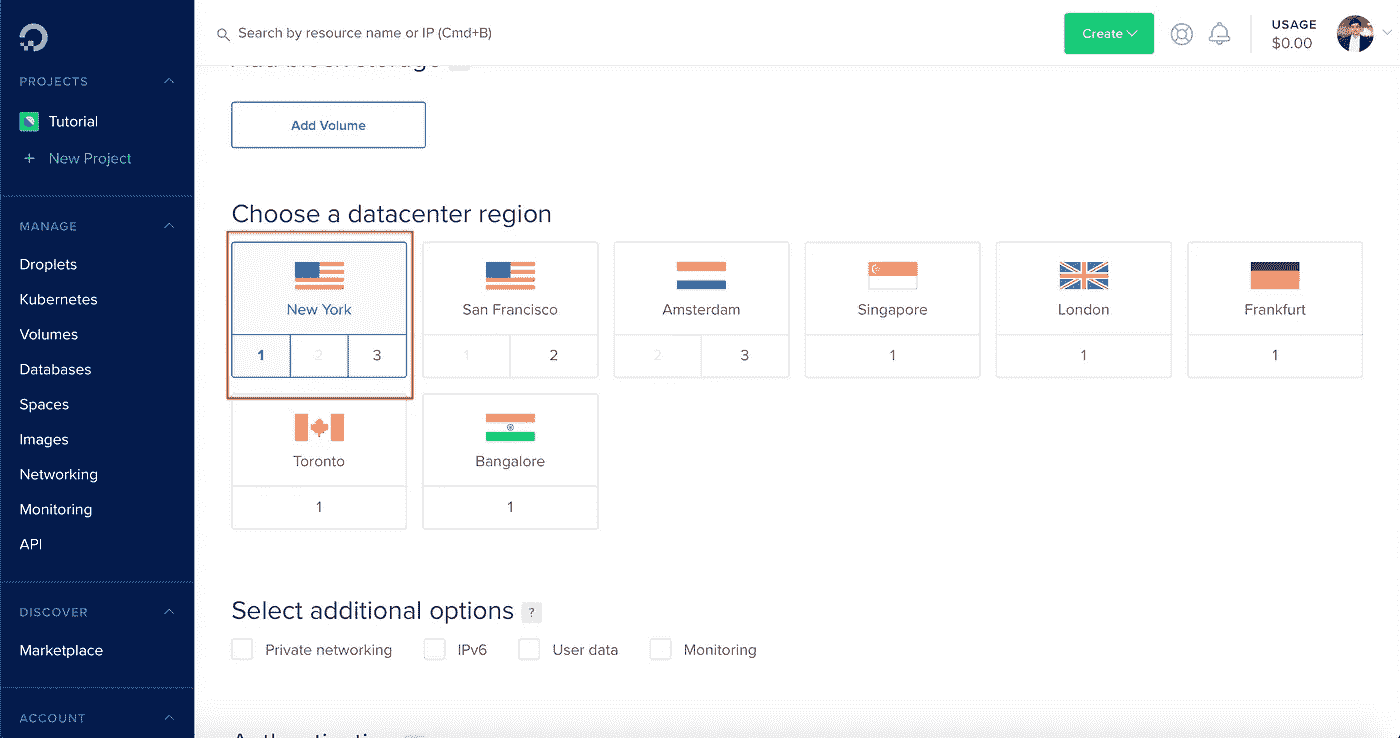 Search by resource name or IP (Cmd+B)
Create
USAGE
$0.00
PROJECTS
Tutorial
+ New Project
MANAGE
Droplets
Kubernetes
Volumes
Databases
Spaces
Images
Networking
Monitoring
API
DISCOVER
Marketplace
ACCOUNT
Add block storage
Add Volume
Choose a datacenter region
New York
1 2 3
San Francisco
1 2
Amsterdam
2 3
Singapore
1
London
1
Frankfurt
1
Toronto
1
Bangalore
1
Select additional options ?
Private networking
IPv6
User data
Monitoring